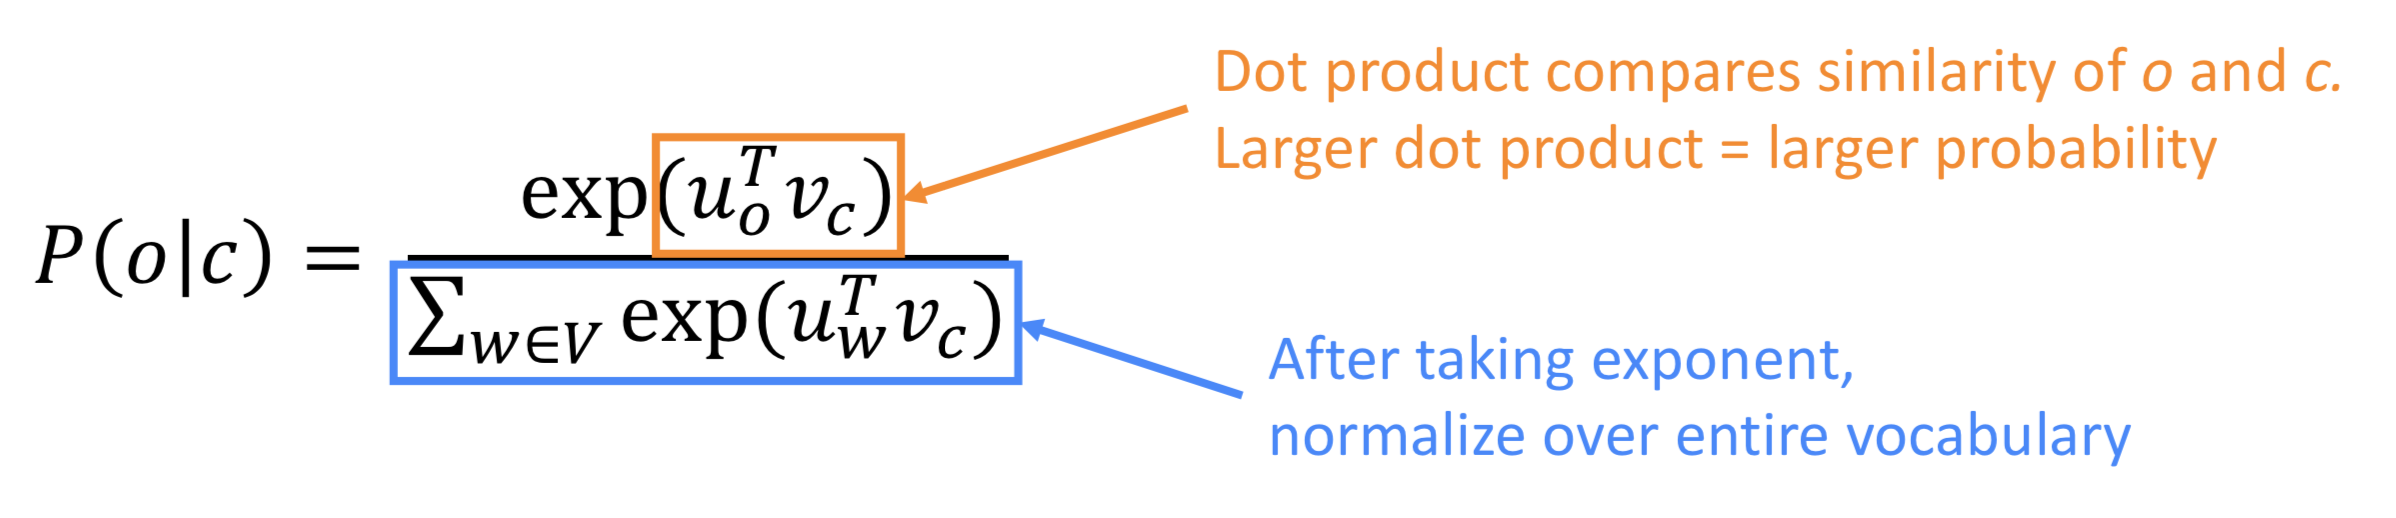 Dot product compares similarity of o and c.
Larger dot product = larger probability
P(o|c) = exp(u_o^T v_c) / ∑_{w∈V} exp(u_w^T v_c)
After taking exponent,
normalize over entire vocabulary